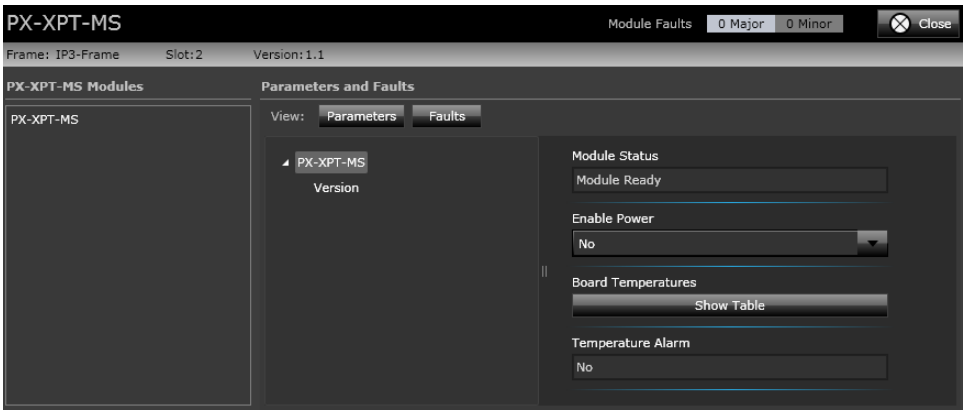 PX-XPT-MS
Module Faults 0 Major 0 Minor Close
Frame: IP3-Frame Slot:2 Version:1.1
PX-XPT-MS Modules
PX-XPT-MS
Parameters and Faults
View: Parameters Faults
PX-XPT-MS
Version
Module Status
Module Ready
Enable Power
No
Board Temperatures
Show Table
Temperature Alarm
No